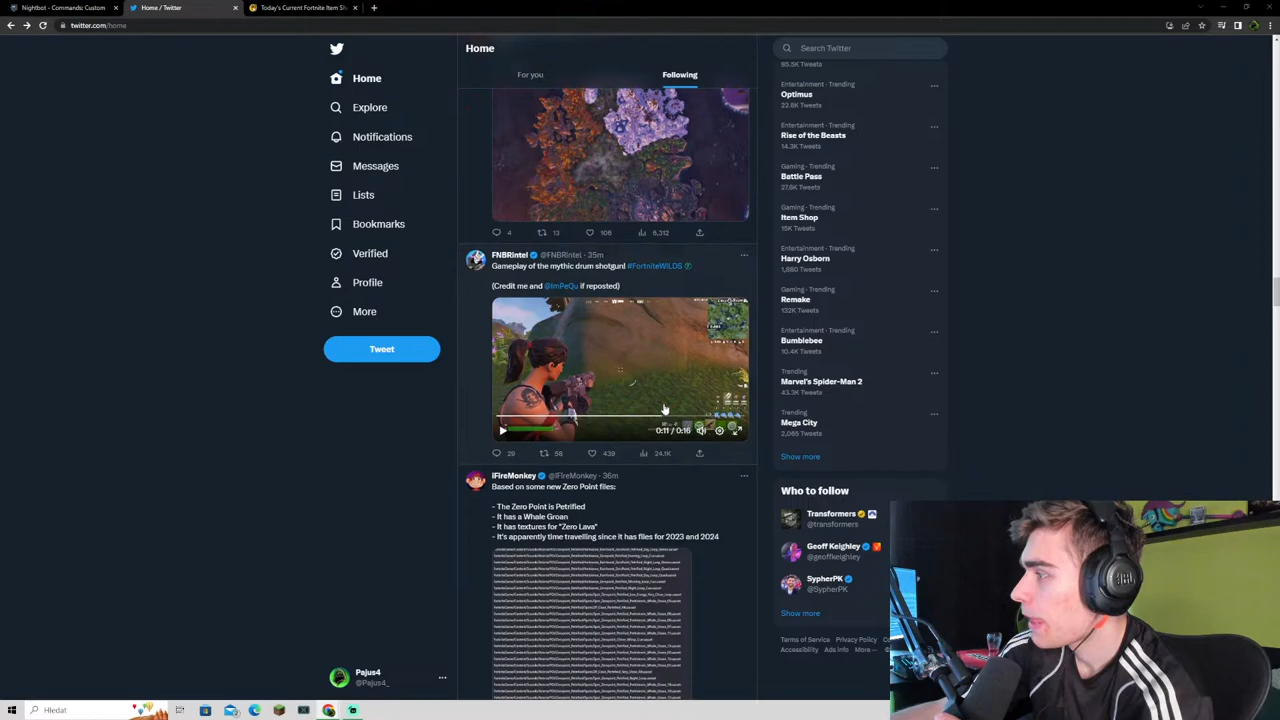 Nightbot - Commands: Custom
Home / Twitter
Today's Current Fortnite Item Sh
twitter.com/home
Home
Explore
Notifications
Messages
Lists
Bookmarks
Verified
Profile
More
Tweet
Pajus4
@Pajus4
Home
For you
Following
4
13
106
6,312
FNBRIntel @FNBRintel · 35m
Gameplay of the mythic drum shotgun! #FortniteWILDS
(Credit me and @ImPeQu if reposted)
0:11 / 0:16
29
58
439
24.1K
iFireMonkey @iFireMonkey · 36m
Based on some new Zero Point files:
- The Zero Point is Petrified
- It has a Whale Groan
- It has textures for "Zero Lava"
- It's apparently time travelling since it has files for 2023 and 2024
Search Twitter
95.5K Tweets
Entertainment · Trending
Optimus
22.8K Tweets
Entertainment · Trending
Rise of the Beasts
14.3K Tweets
Gaming · Trending
Battle Pass
27.6K Tweets
Gaming · Trending
Item Shop
15K Tweets
Gaming · Trending
Harry Osborn
1,880 Tweets
Gaming · Trending
Remake
132K Tweets
Entertainment · Trending
Bumblebee
10.4K Tweets
Trending
Marvel's Spider-Man 2
43.3K Tweets
Trending
Mega City
2,065 Tweets
Show more
Who to follow
Transformers
@transformers
Geoff Keighley
@geoffkeighley
SypherPK
@SypherPK
Show more
Terms of Service Privacy Policy
Accessibility Ads info More
Hledat